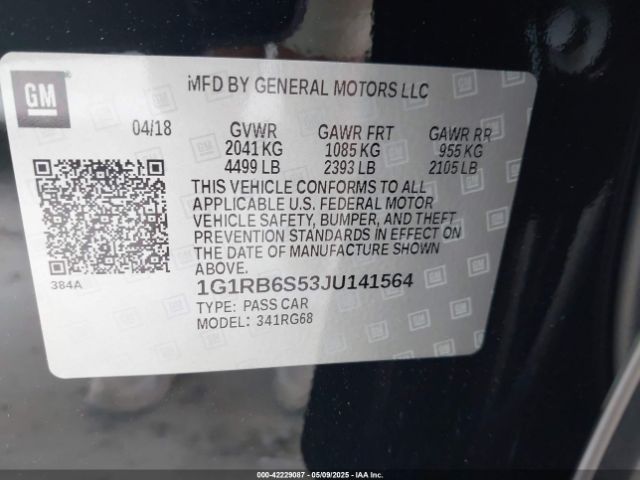 GM
MFD BY GENERAL MOTORS LLC
04/18 GVWR GAWR FRT GAWR RR
2041 KG 1085 KG 955 KG
4499 LB 2393 LB 2105 LB
THIS VEHICLE CONFORMS TO ALL
APPLICABLE U.S. FEDERAL MOTOR
VEHICLE SAFETY, BUMPER, AND THEFT
PREVENTION STANDARDS IN EFFECT ON
THE DATE OF MANUFACTURE SHOWN
ABOVE.
384A
1G1RB6S53JU141564
TYPE: PASS CAR
MODEL: 341RG68
000-42229087 - 05/09/2025 - IAAI.COM